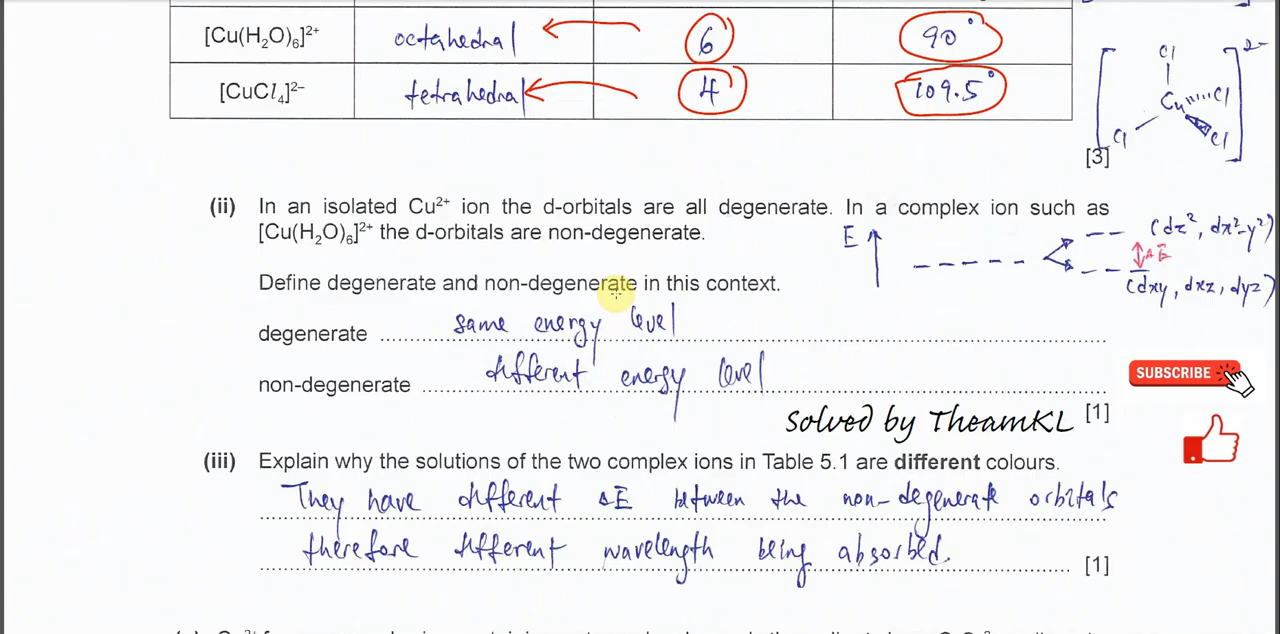 [Cu(H₂O)₆]²⁺ octahedral 6 90°
[CuCl₄]²⁻ tetrahedral 4 109.5°
2-
Cl
Cu Cl
Cl Cl
[3]
(ii) In an isolated Cu²⁺ ion the d-orbitals are all degenerate. In a complex ion such as
[Cu(H₂O)₆]²⁺ the d-orbitals are non-degenerate.
E (dz², dx²-y²)
ΔE
(dxy, dxz, dyz)
Define degenerate and non-degenerate in this context.
degenerate same energy level
non-degenerate different energy level
SUBSCRIBE
Solved by TheamKL [1]
(iii) Explain why the solutions of the two complex ions in Table 5.1 are different colours.
They have different ΔE between the non-degenerate orbitals
therefore different wavelength being absorbed.
[1]